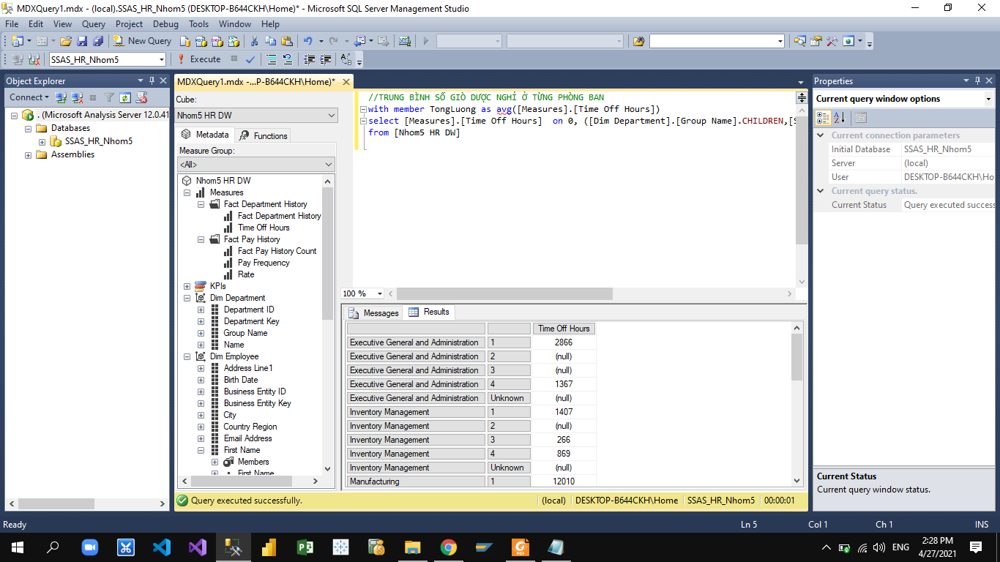 MDXQuery1.mdx - (local).SSAS_HR_Nhom5 (DESKTOP-B644CKH\Home)* - Microsoft SQL Server Management Studio
File Edit View Query Project Debug Tools Window Help
New Query
SSAS_HR_Nhom5 Execute
Object Explorer
Connect
. (Microsoft Analysis Server 12.0.41
Databases
SSAS_HR_Nhom5
Assemblies
MDXQuery1.mdx -...P-B644CKH\Home)*
Cube:
Nhom5 HR DW
Metadata Functions
Measure Group:
<All>
Nhom5 HR DW
Measures
Fact Department History
Fact Department History
Time Off Hours
Fact Pay History
Fact Pay History Count
Pay Frequency
Rate
KPIs
Dim Department
Department ID
Department Key
Group Name
Name
Dim Employee
Address Line1
Birth Date
Business Entity ID
Business Entity Key
City
Country Region
Email Address
First Name
Members
First Name
//TRUNG BÌNH SỐ GIỜ DƯỢC NGHỈ Ở TỪNG PHÒNG BAN
with member TongLuong as avg([Measures].[Time Off Hours])
select [Measures].[Time Off Hours]  on 0, ([Dim Department].[Group Name].CHILDREN,[S
from [Nhom5 HR DW]
100 %
Messages Results
Time Off Hours
Executive General and Administration 1 2866
Executive General and Administration 2 (null)
Executive General and Administration 3 (null)
Executive General and Administration 4 1367
Executive General and Administration Unknown (null)
Inventory Management 1 1407
Inventory Management 2 (null)
Inventory Management 3 266
Inventory Management 4 869
Inventory Management Unknown (null)
Manufacturing 1 12010
Query executed successfully. (local) DESKTOP-B644CKH\Home SSAS_HR_Nhom5 00:00:01
Properties
Current query window options
Current connection parameters
Initial Database SSAS_HR_Nhom5
Server (local)
User DESKTOP-B644CKH\Ho
Current query status.
Current Status Query executed success
Current Status
Current query window status.
Ready Ln 5 Col 1 Ch 1 INS
ENG
2:28 PM
4/27/2021